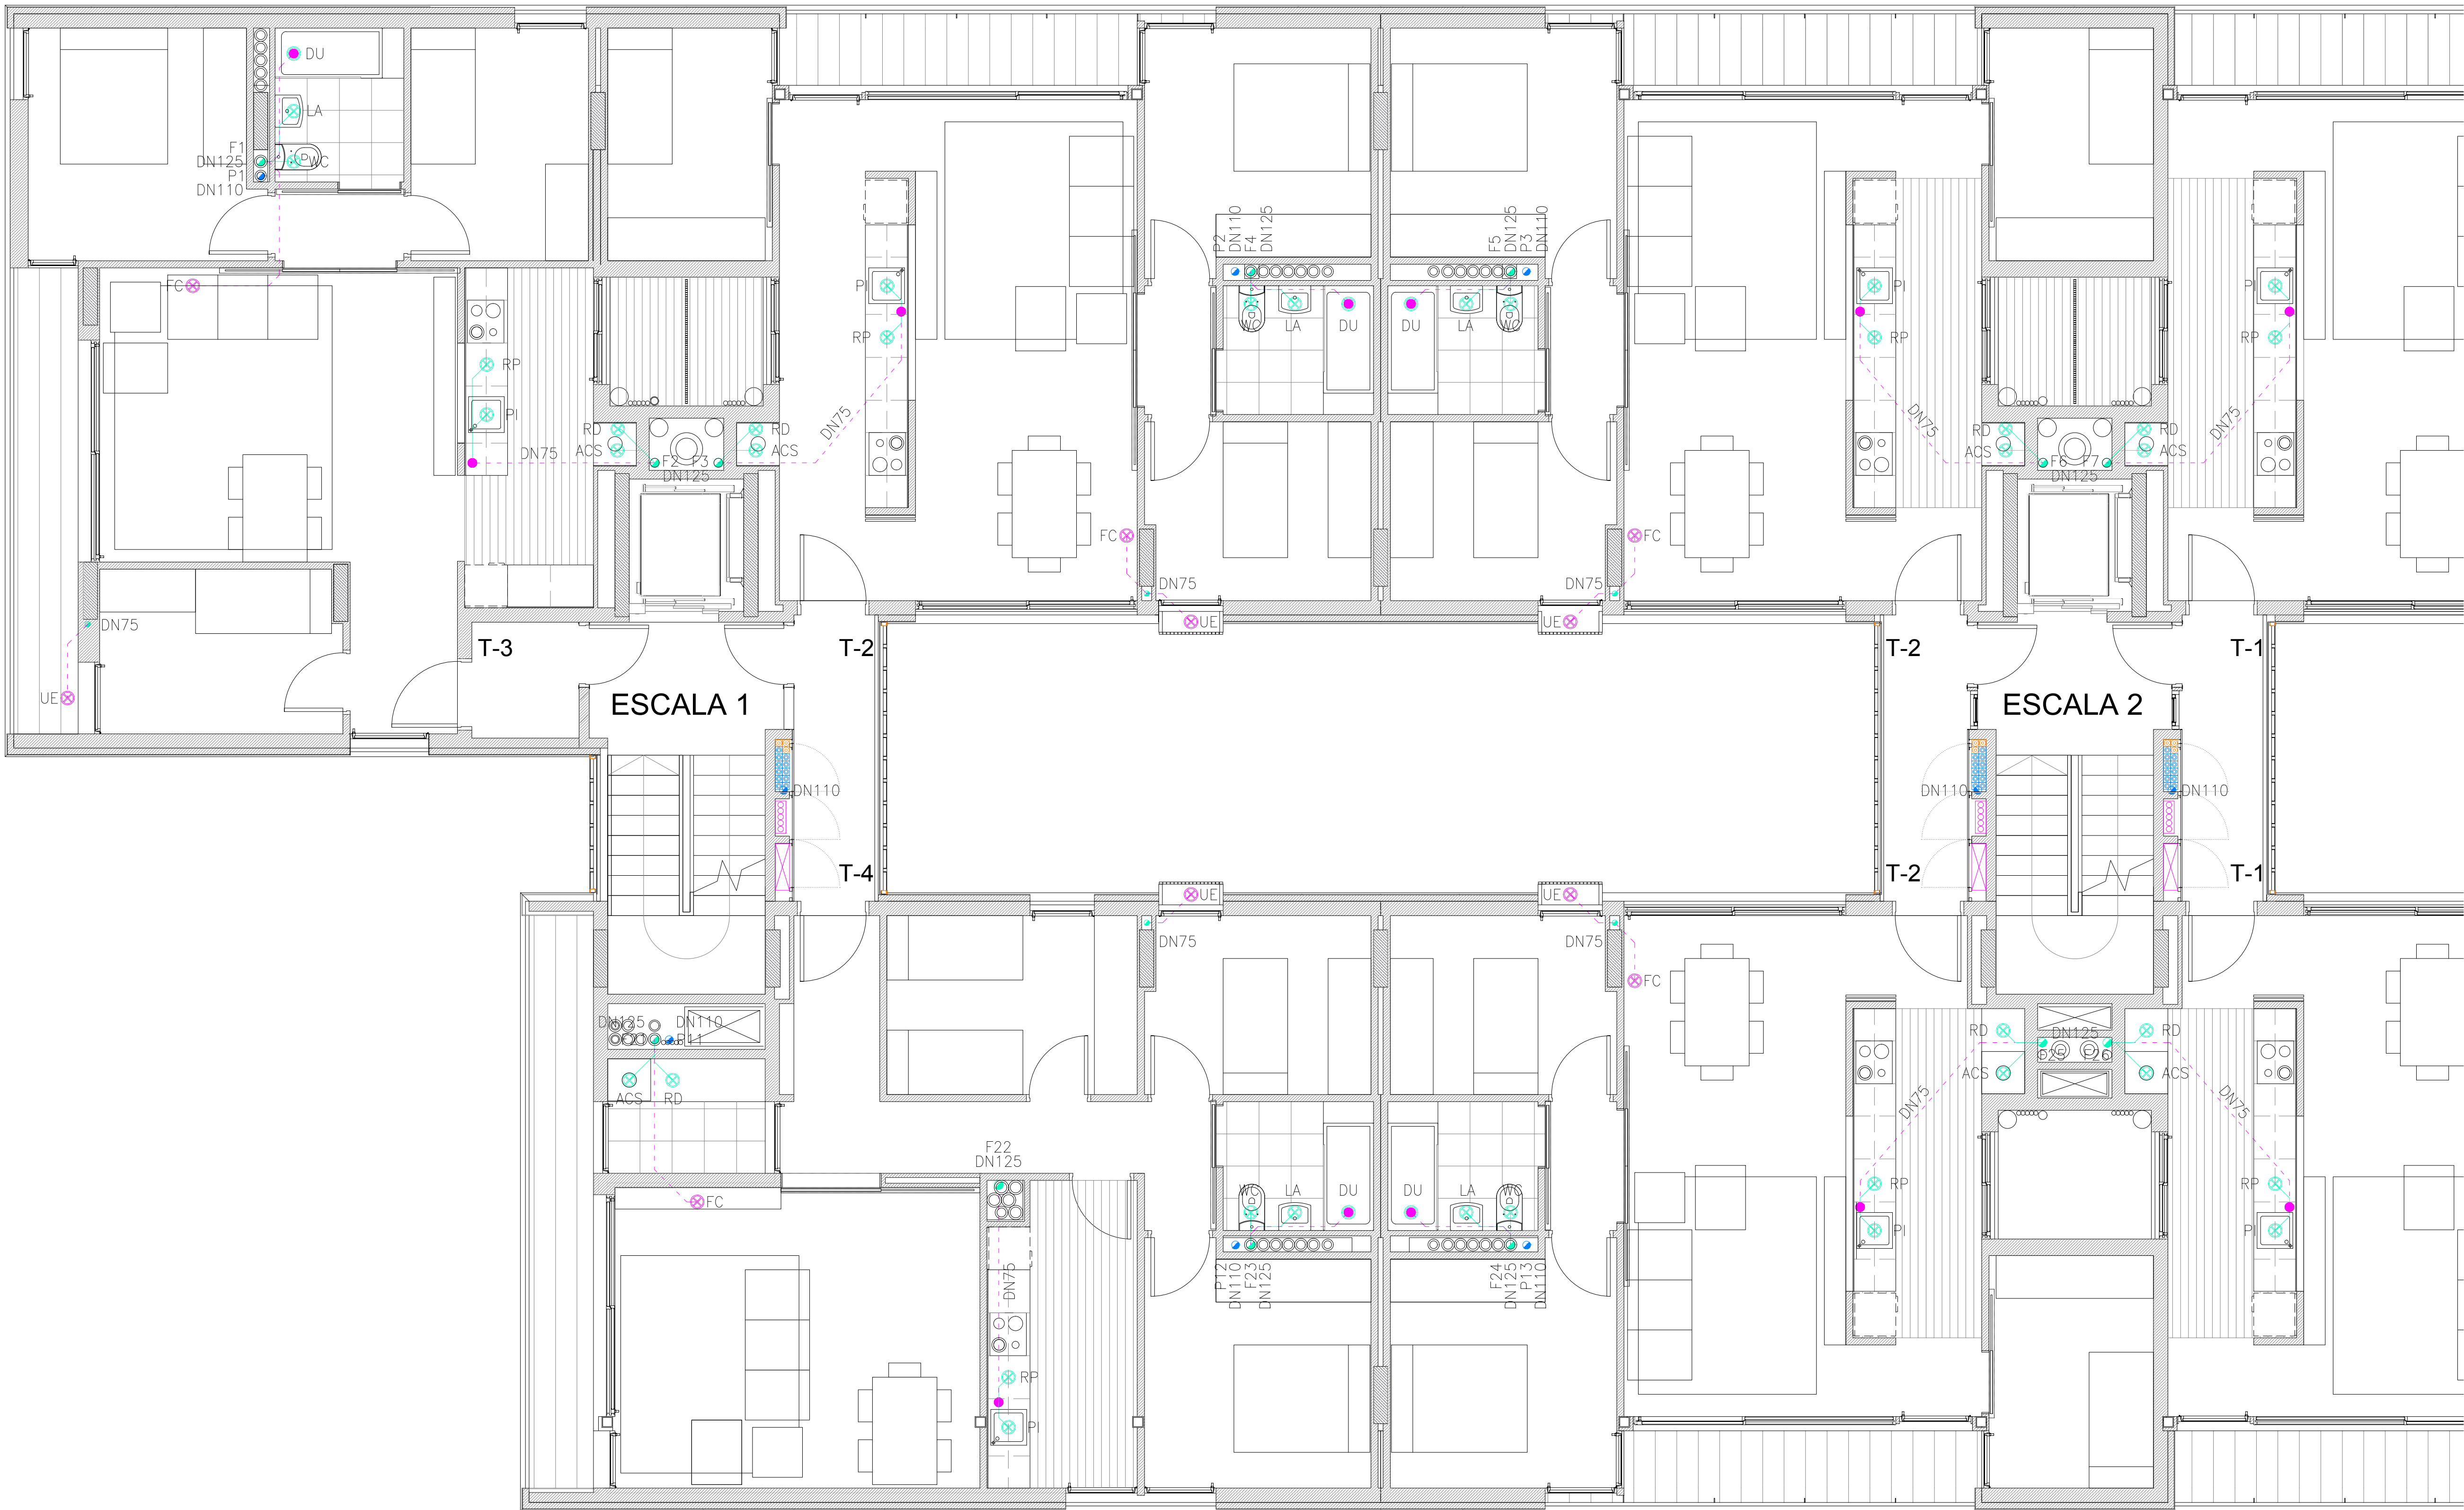 DU
LA
WC
F1
DN125
P1
DN110
FC
RP
PI
DN75
RD
ACS
F2 F3
DN125
RD
ACS
DN75
PI
RP
FC
DN75
UE
P2
DN110
F4
DN125
WC
LA
DU
F5
DN125
P3
DN110
DU
LA
WC
FC
DN75
UE
PI
RP
DN75
RD
ACS
F6 F7
DN125
RD
ACS
DN75
PI
RP
DN75
UE
T-3
T-2
ESCALA 1
DN110
T-4
T-2
T-1
ESCALA 2
DN110
DN110
T-2
T-1
UE
DN75
UE
DN75
FC
DN125
DN110
P11
ACS
RD
FC
F22
DN125
DN75
RP
PI
WC
LA
DU
P12
DN110
F23
DN125
DU
LA
WC
F24
DN125
P13
DN110
RD
DN125
RD
F25
F26
ACS
ACS
DN75
DN75
RP
PI
RP
PI